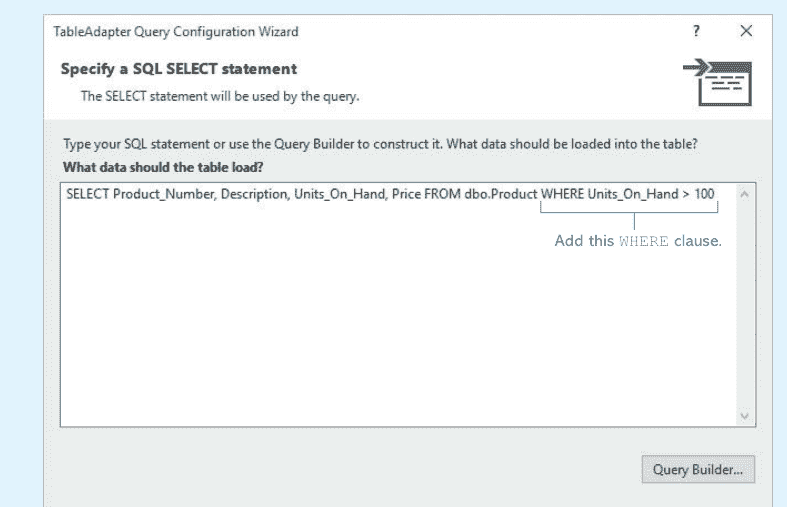 TableAdapter Query Configuration Wizard
?
Specify a SQL SELECT statement
The SELECT statement will be used by the query.
Type your SQL statement or use the Query Builder to construct it. What data should be loaded into the table?
What data should the table load?
SELECT Product_Number, Description, Units_On_Hand, Price FROM dbo.Product WHERE Units_On_Hand > 100
Add this WHERE clause.
Query Builder...